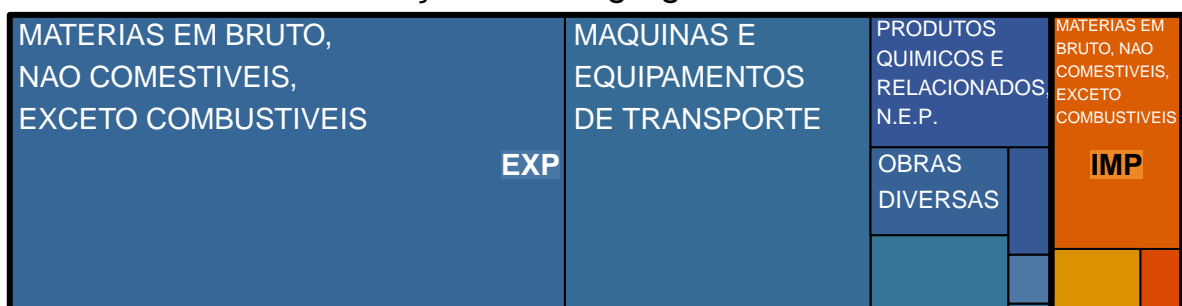 MATERIAS EM BRUTO,
NAO COMESTIVEIS,
EXCETO COMBUSTIVEIS
EXP
MAQUINAS E
EQUIPAMENTOS
DE TRANSPORTE
PRODUTOS
QUIMICOS E
RELACIONADOS,
N.E.P.
OBRAS
DIVERSAS
MATERIAS EM
BRUTO, NAO
COMESTIVEIS,
EXCETO
COMBUSTIVEIS
IMP